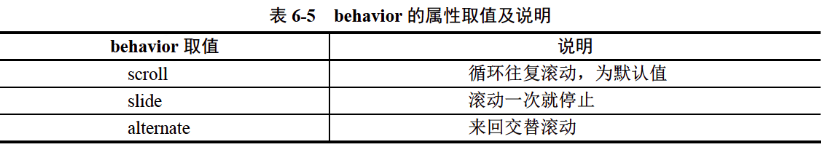 表 6-5 behavior 的属性取值及说明
behavior 取值 说明
scroll 循环往复滚动，为默认值
slide 滚动一次就停止
alternate 来回交替滚动